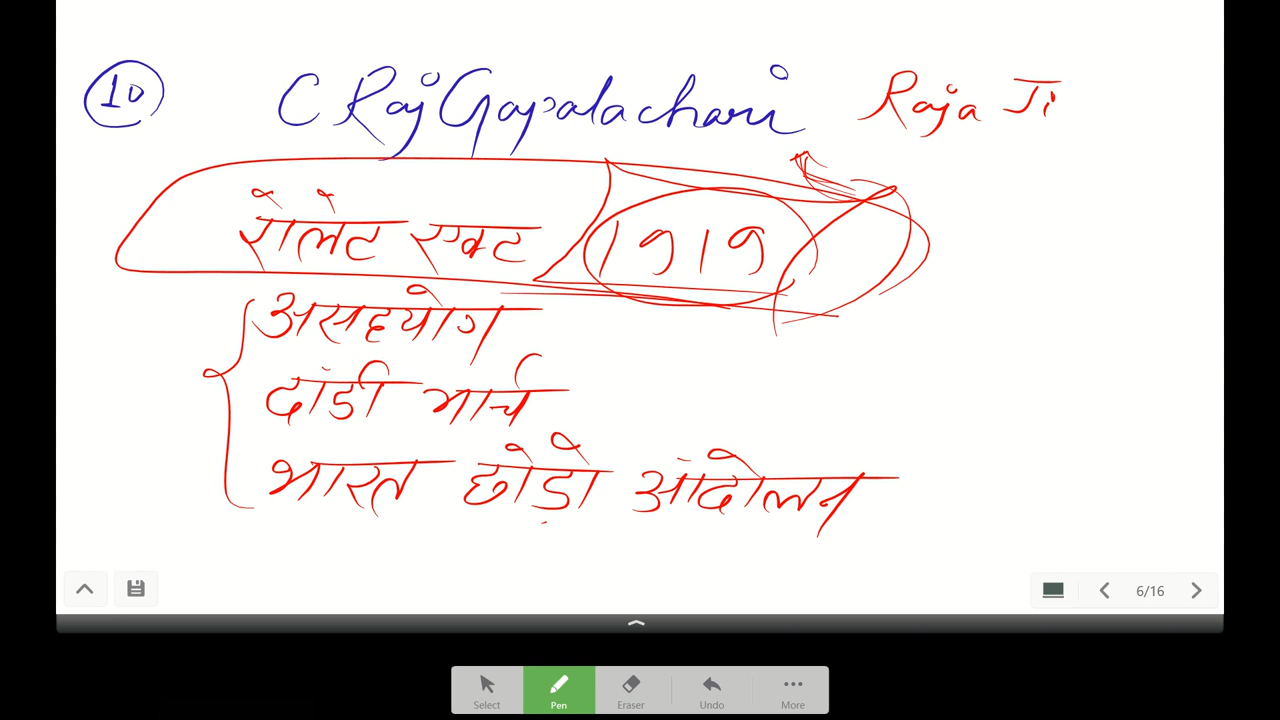 10 C RajGopalachari Raja Ji
रोलेट एक्ट 1919
असहयोग
दांडी मार्च
भारत छोड़ो आंदोलन
6/16
Select Pen Eraser Undo More